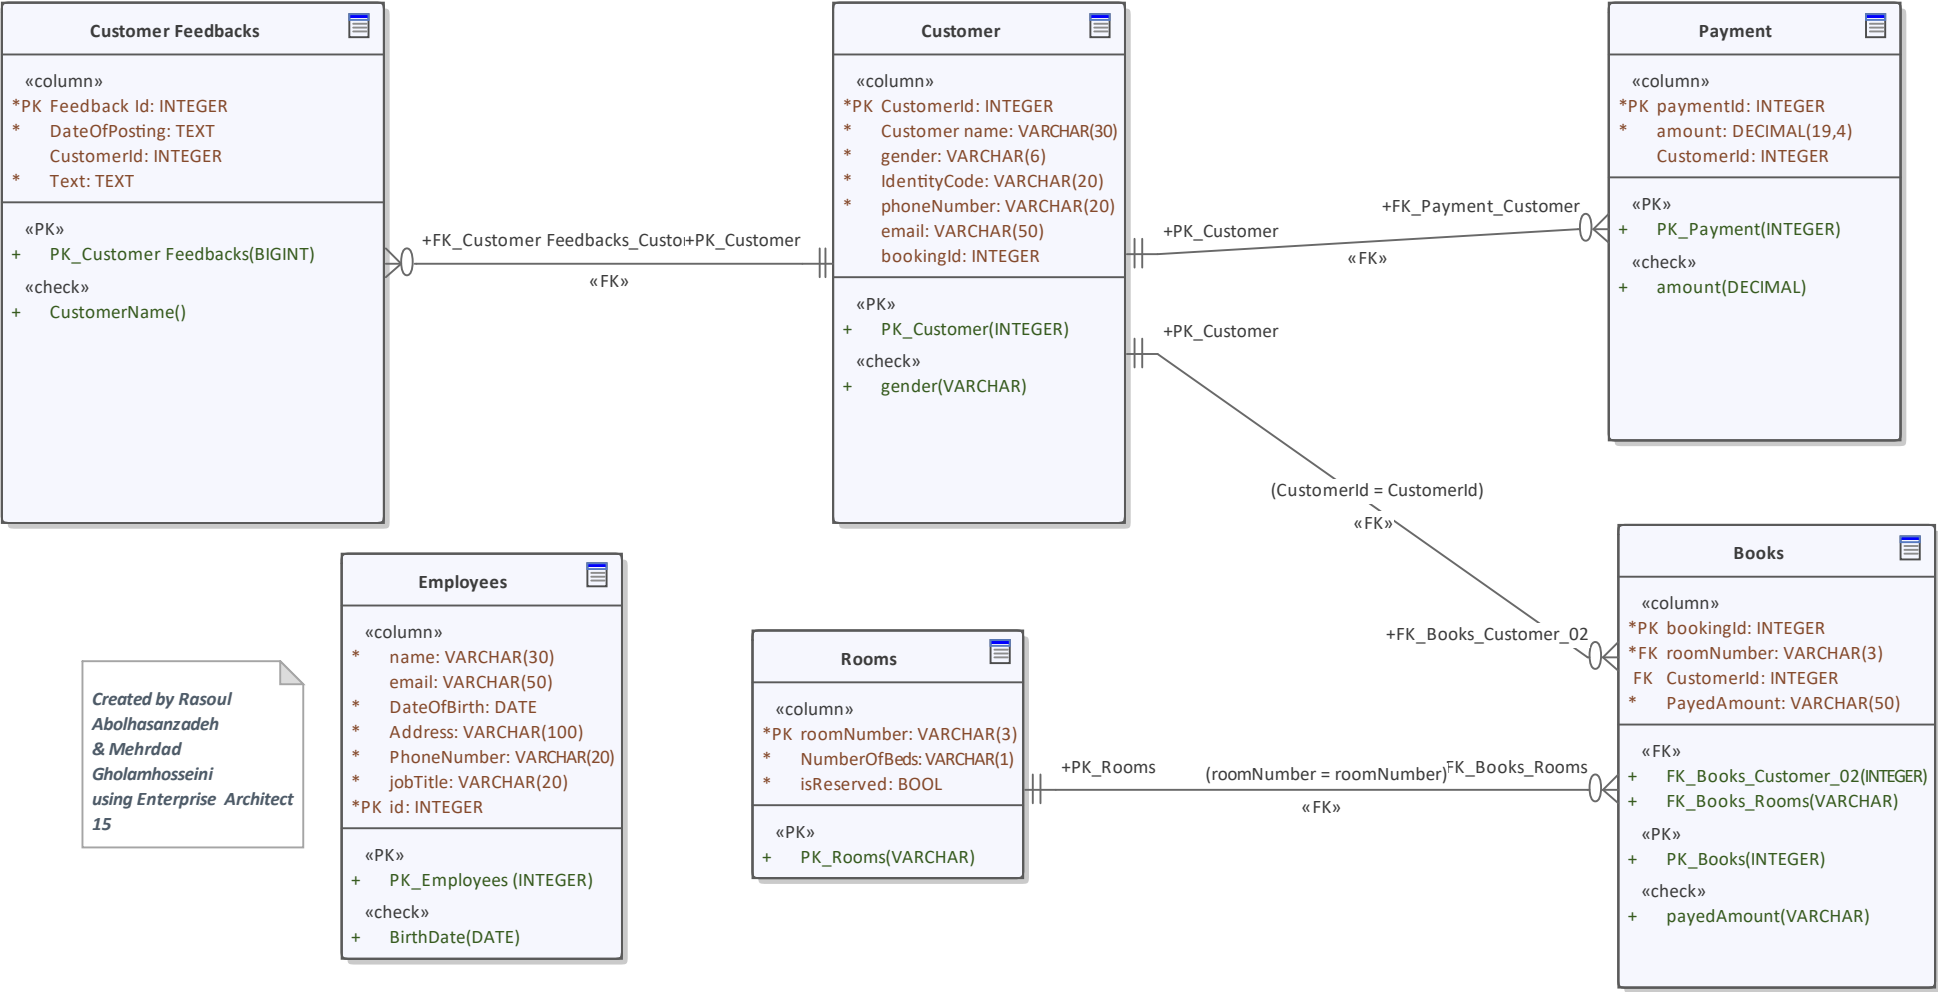 Customer Feedbacks
«column»
*PK Feedback Id: INTEGER
* DateOfPosting: TEXT
CustomerId: INTEGER
* Text: TEXT
«PK»
+ PK_Customer Feedbacks(BIGINT)
«check»
+ CustomerName()
+FK_Customer Feedbacks_Custo
+PK_Customer
«FK»
Customer
«column»
*PK CustomerId: INTEGER
* Customer name: VARCHAR(30)
* gender: VARCHAR(6)
* IdentityCode: VARCHAR(20)
* phoneNumber: VARCHAR(20)
email: VARCHAR(50)
bookingId: INTEGER
«PK»
+ PK_Customer(INTEGER)
«check»
+ gender(VARCHAR)
+PK_Customer
+FK_Payment_Customer
«FK»
Payment
«column»
*PK paymentId: INTEGER
* amount: DECIMAL(19,4)
CustomerId: INTEGER
«PK»
+ PK_Payment(INTEGER)
«check»
+ amount(DECIMAL)
+PK_Customer
(CustomerId = CustomerId)
«FK»
+FK_Books_Customer_02
Books
«column»
*PK bookingId: INTEGER
*FK roomNumber: VARCHAR(3)
FK CustomerId: INTEGER
* PayedAmount: VARCHAR(50)
«FK»
+ FK_Books_Customer_02(INTEGER)
+ FK_Books_Rooms(VARCHAR)
«PK»
+ PK_Books(INTEGER)
«check»
+ payedAmount(VARCHAR)
Employees
«column»
* name: VARCHAR(30)
email: VARCHAR(50)
* DateOfBirth: DATE
* Address: VARCHAR(100)
* PhoneNumber: VARCHAR(20)
* jobTitle: VARCHAR(20)
*PK id: INTEGER
«PK»
+ PK_Employees (INTEGER)
«check»
+ BirthDate(DATE)
Rooms
«column»
*PK roomNumber: VARCHAR(3)
* NumberOfBeds: VARCHAR(1)
* isReserved: BOOL
«PK»
+ PK_Rooms(VARCHAR)
+PK_Rooms
(roomNumber = roomNumber)
FK_Books_Rooms
«FK»
Created by Rasoul
Abolhasanzadeh
& Mehrdad
Gholamhosseini
using Enterprise Architect
15